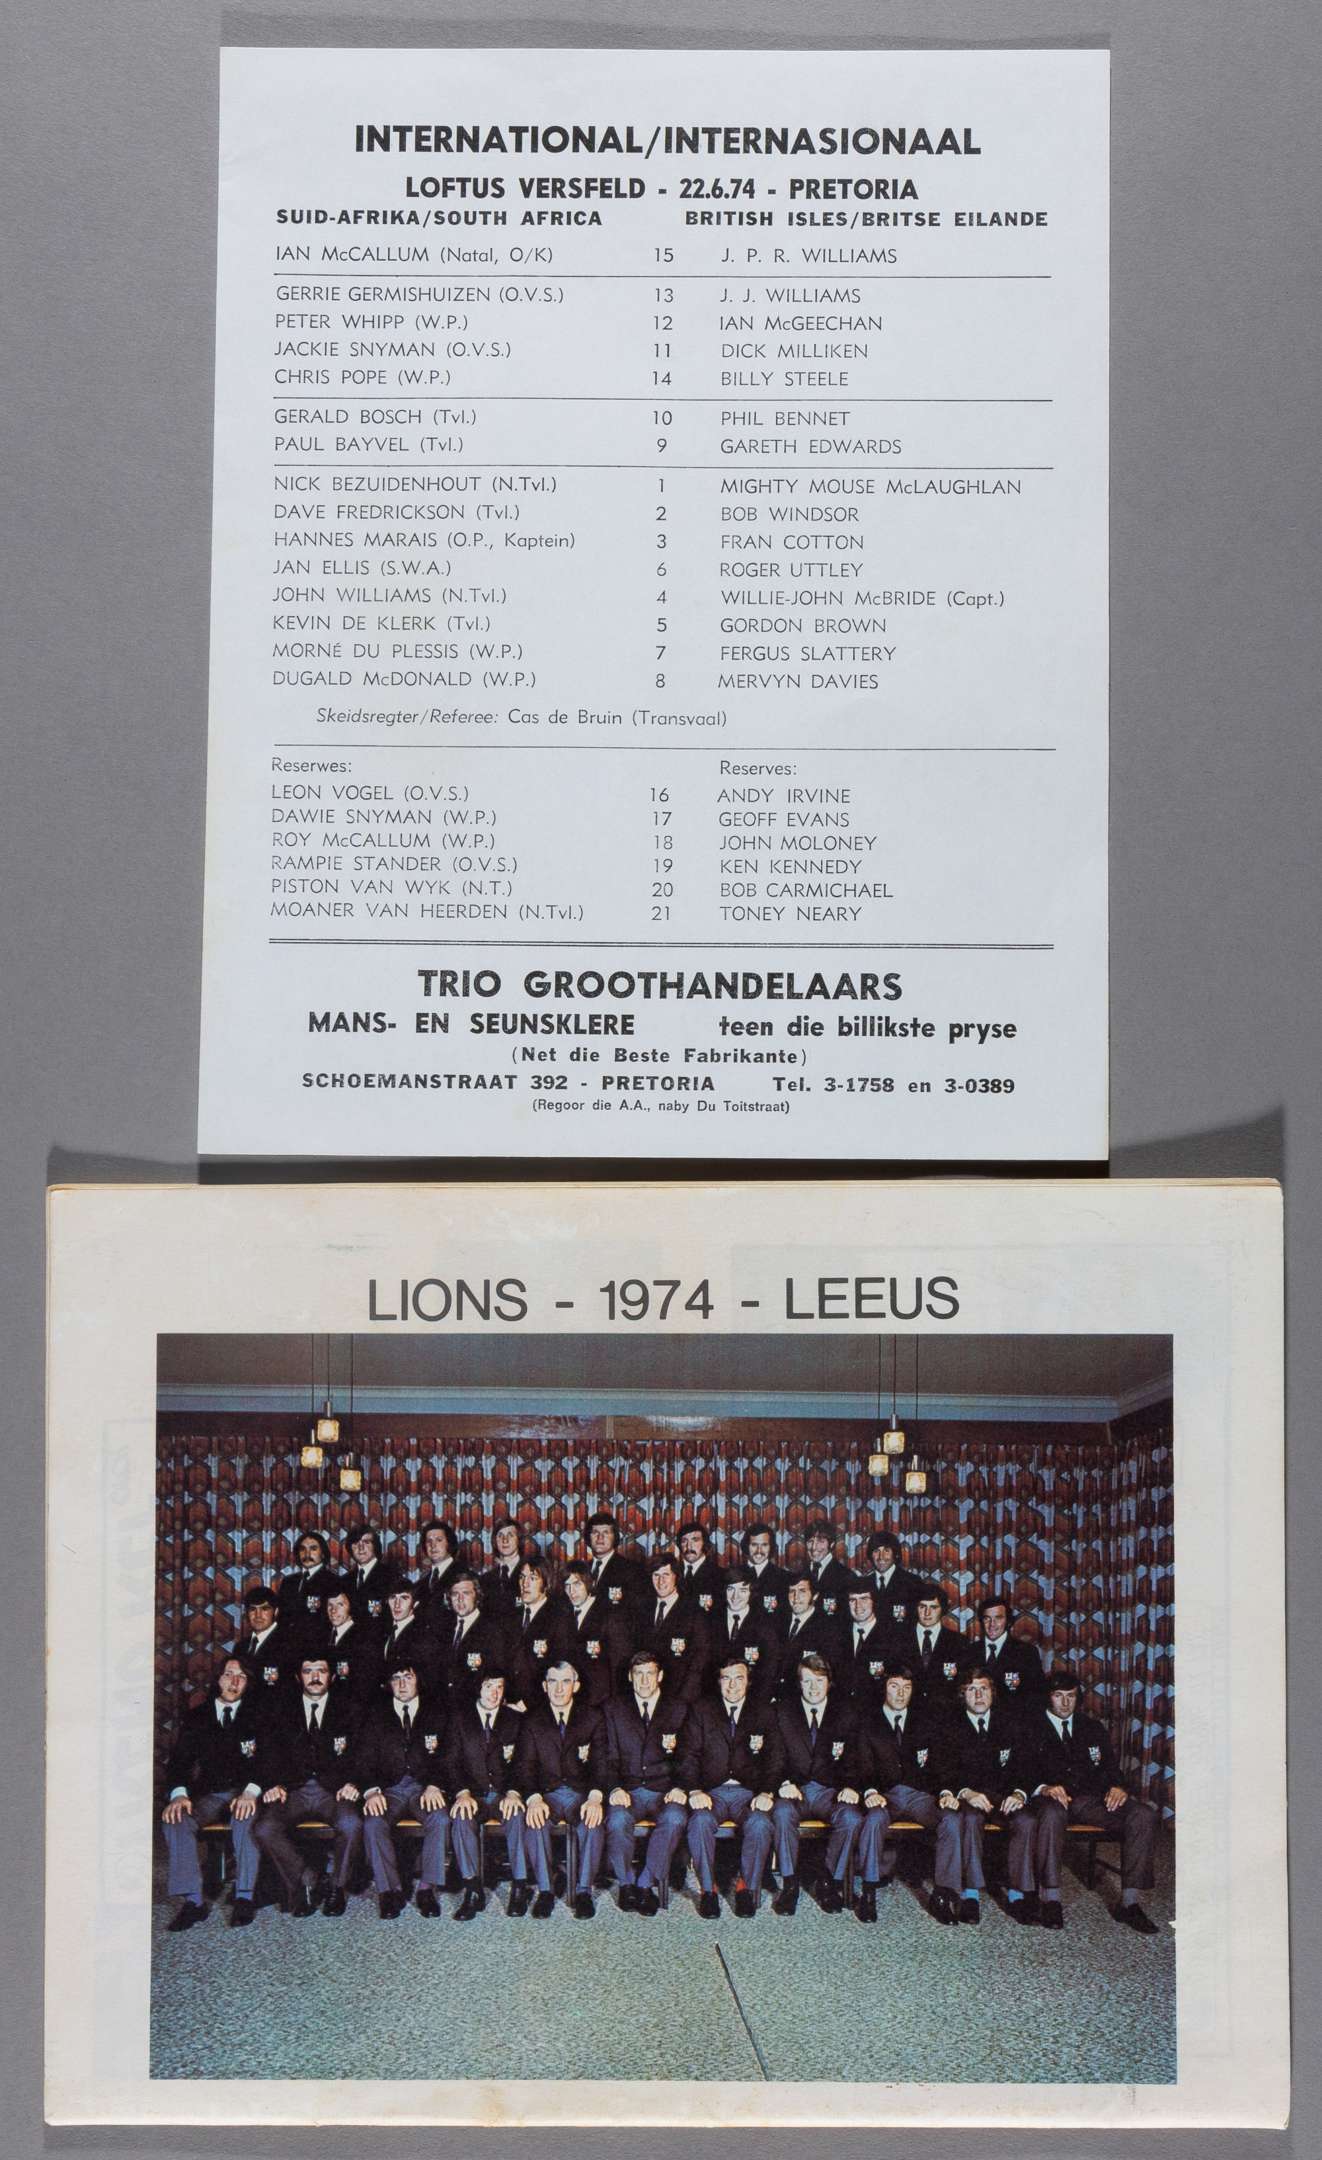 INTERNATIONAL/INTERNASIONAAL
LOFTUS VERSFELD - 22.6.74 - PRETORIA
SUID-AFRIKA/SOUTH AFRICA BRITISH ISLES/BRITSE EILANDE
IAN McCALLUM (Natal, O/K) 15 J. P. R. WILLIAMS
GERRIE GERMISHUIZEN (O.V.S.) 13 J. J. WILLIAMS
PETER WHIPP (W.P.) 12 IAN McGEECHAN
JACKIE SNYMAN (O.V.S.) 11 DICK MILLIKEN
CHRIS POPE (W.P.) 14 BILLY STEELE
GERALD BOSCH (Tvl.) 10 PHIL BENNET
PAUL BAYVEL (Tvl.) 9 GARETH EDWARDS
NICK BEZUIDENHOUT (N.Tvl.) 1 MIGHTY MOUSE McLAUGHLAN
DAVE FREDRICKSON (Tvl.) 2 BOB WINDSOR
HANNES MARAIS (O.P., Kaptein) 3 FRAN COTTON
JAN ELLIS (S.W.A.) 6 ROGER UTTLEY
JOHN WILLIAMS (N.Tvl.) 4 WILLIE-JOHN McBRIDE (Capt.)
KEVIN DE KLERK (Tvl.) 5 GORDON BROWN
MORNÉ DU PLESSIS (W.P.) 7 FERGUS SLATTERY
DUGALD McDONALD (W.P.) 8 MERVYN DAVIES
Skeidsregter/Referee: Cas de Bruin (Transvaal)
Reserwes: Reserves:
LEON VOGEL (O.V.S.) 16 ANDY IRVINE
DAWIE SNYMAN (W.P.) 17 GEOFF EVANS
ROY McCALLUM (W.P.) 18 JOHN MOLONEY
RAMPIE STANDER (O.V.S.) 19 KEN KENNEDY
PISTON VAN WYK (N.T.) 20 BOB CARMICHAEL
MOANER VAN HEERDEN (N.Tvl.) 21 TONEY NEARY
TRIO GROOTHANDELAARS
MANS- EN SEUNSKLERE teen die billikste pryse
(Net die Beste Fabrikante)
SCHOEMANSTRAAT 392 - PRETORIA Tel. 3-1758 en 3-0389
(Regoor die A.A., naby Du Toitstraat)
LIONS - 1974 - LEEUS